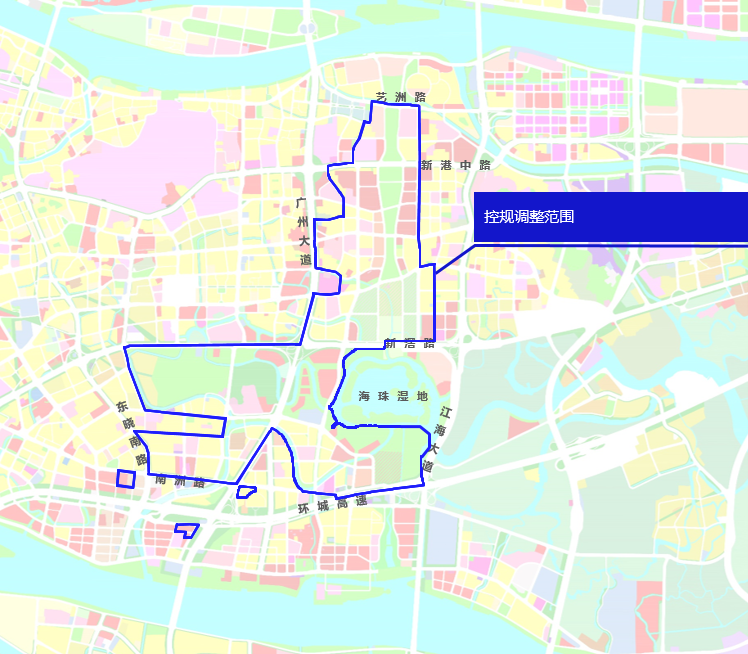 艺洲路
新港中路
广州大道
控规调整范围
新滘路
海珠湿地
东晓南路
江海大道
南洲路
环城高速